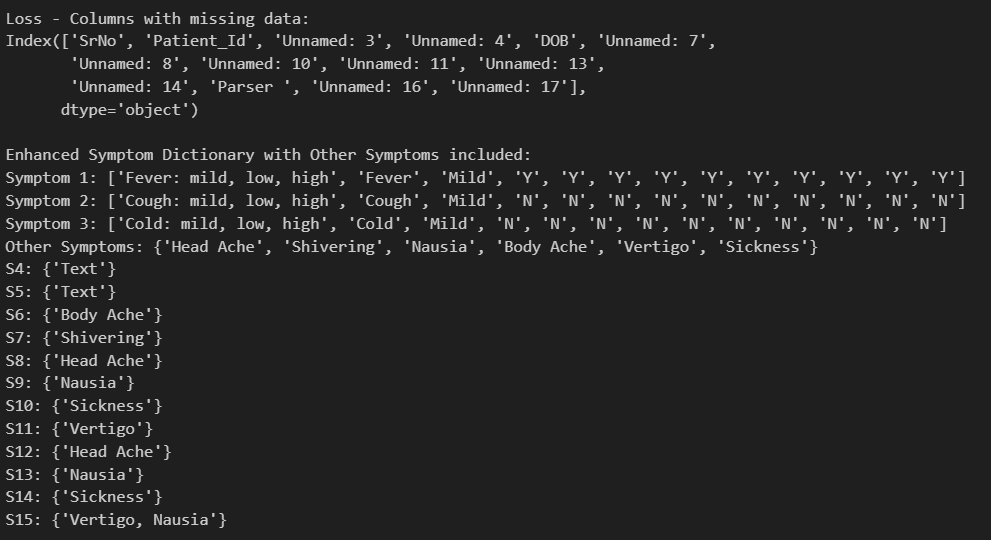 Loss - Columns with missing data:
Index(['SrNo', 'Patient_Id', 'Unnamed: 3', 'Unnamed: 4', 'DOB', 'Unnamed: 7',
       'Unnamed: 8', 'Unnamed: 10', 'Unnamed: 11', 'Unnamed: 13',
       'Unnamed: 14', 'Parser ', 'Unnamed: 16', 'Unnamed: 17'],
      dtype='object')

Enhanced Symptom Dictionary with Other Symptoms included:
Symptom 1: ['Fever: mild, low, high', 'Fever', 'Mild', 'Y', 'Y', 'Y', 'Y', 'Y', 'Y', 'Y', 'Y', 'Y', 'Y']
Symptom 2: ['Cough: mild, low, high', 'Cough', 'Mild', 'N', 'N', 'N', 'N', 'N', 'N', 'N', 'N', 'N', 'N']
Symptom 3: ['Cold: mild, low, high', 'Cold', 'Mild', 'N', 'N', 'N', 'N', 'N', 'N', 'N', 'N', 'N', 'N']
Other Symptoms: {'Head Ache', 'Shivering', 'Nausia', 'Body Ache', 'Vertigo', 'Sickness'}
S4: {'Text'}
S5: {'Text'}
S6: {'Body Ache'}
S7: {'Shivering'}
S8: {'Head Ache'}
S9: {'Nausia'}
S10: {'Sickness'}
S11: {'Vertigo'}
S12: {'Head Ache'}
S13: {'Nausia'}
S14: {'Sickness'}
S15: {'Vertigo, Nausia'}